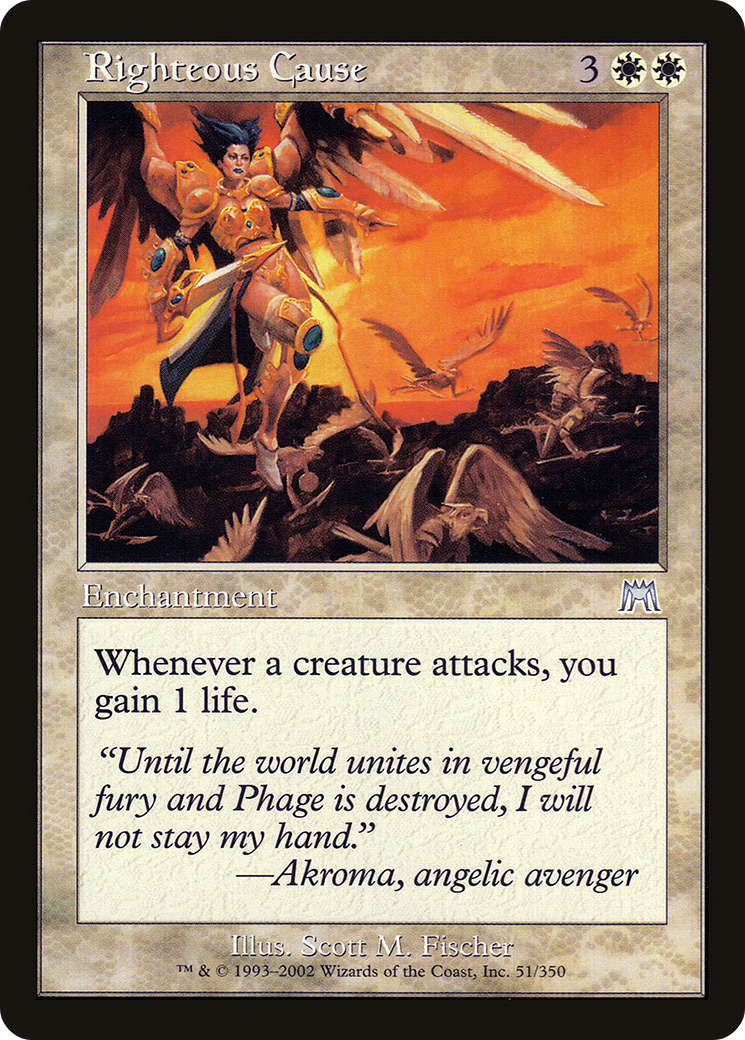 Righteous Cause 3
Enchantment
Whenever a creature attacks, you
gain 1 life.
“Until the world unites in vengeful
fury and Phage is destroyed, I will
not stay my hand.”
—Akroma, angelic avenger
Illus. Scott M. Fischer
™ & © 1993–2002 Wizards of the Coast, Inc. 51/350